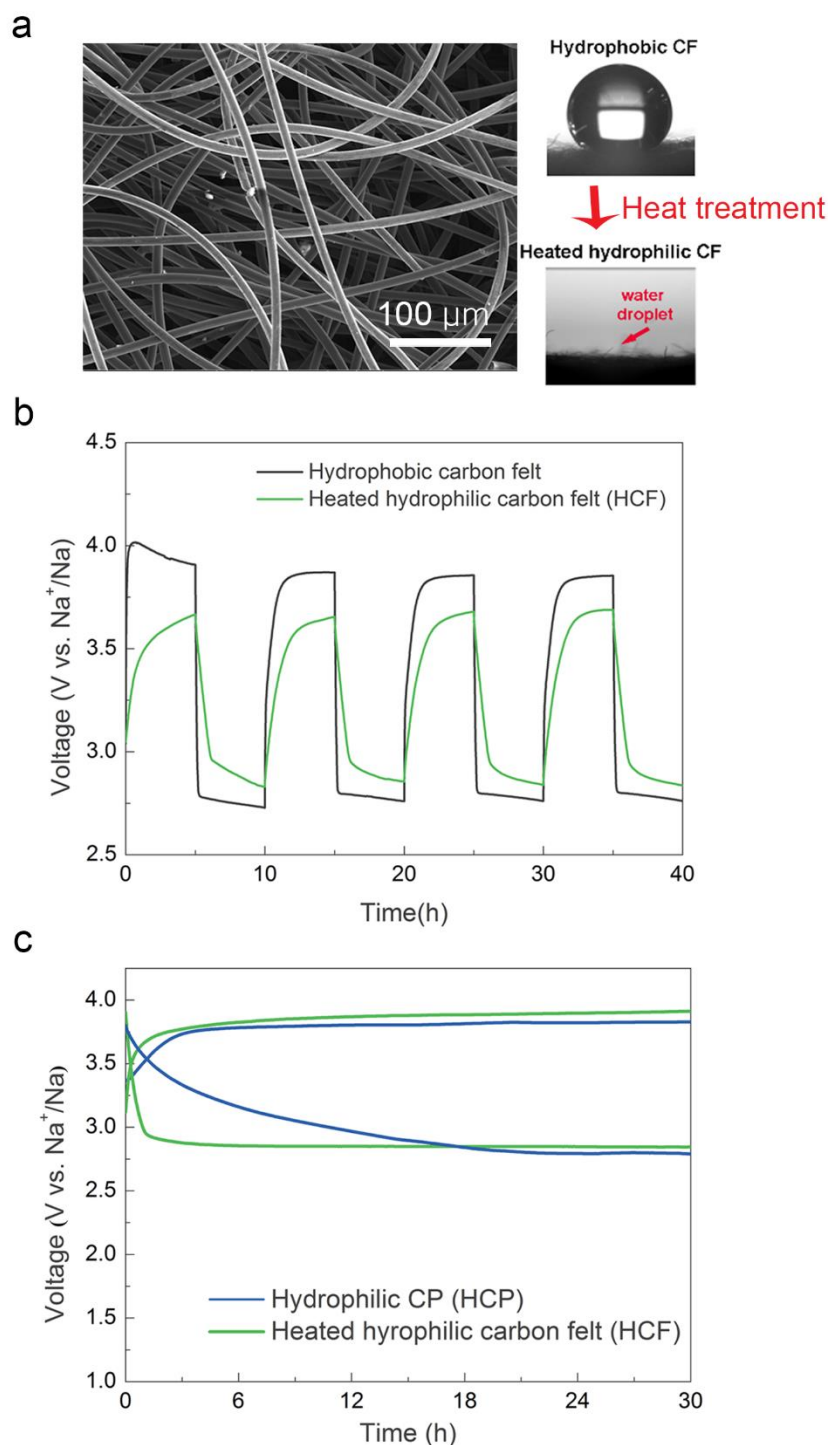 a
Hydrophobic CF
Heat treatment
Heated hydrophilic CF
water
droplet
100 µm
b
4.5
4.0
3.5
3.0
2.5
Voltage (V vs. Na⁺/Na)
Hydrophobic carbon felt
Heated hydrophilic carbon felt (HCF)
0
10
20
30
40
Time(h)
c
4.0
3.5
3.0
2.5
2.0
1.5
1.0
Voltage (V vs. Na⁺/Na)
Hydrophilic CP (HCP)
Heated hyrophilic carbon felt (HCF)
0
6
12
18
24
30
Time (h)